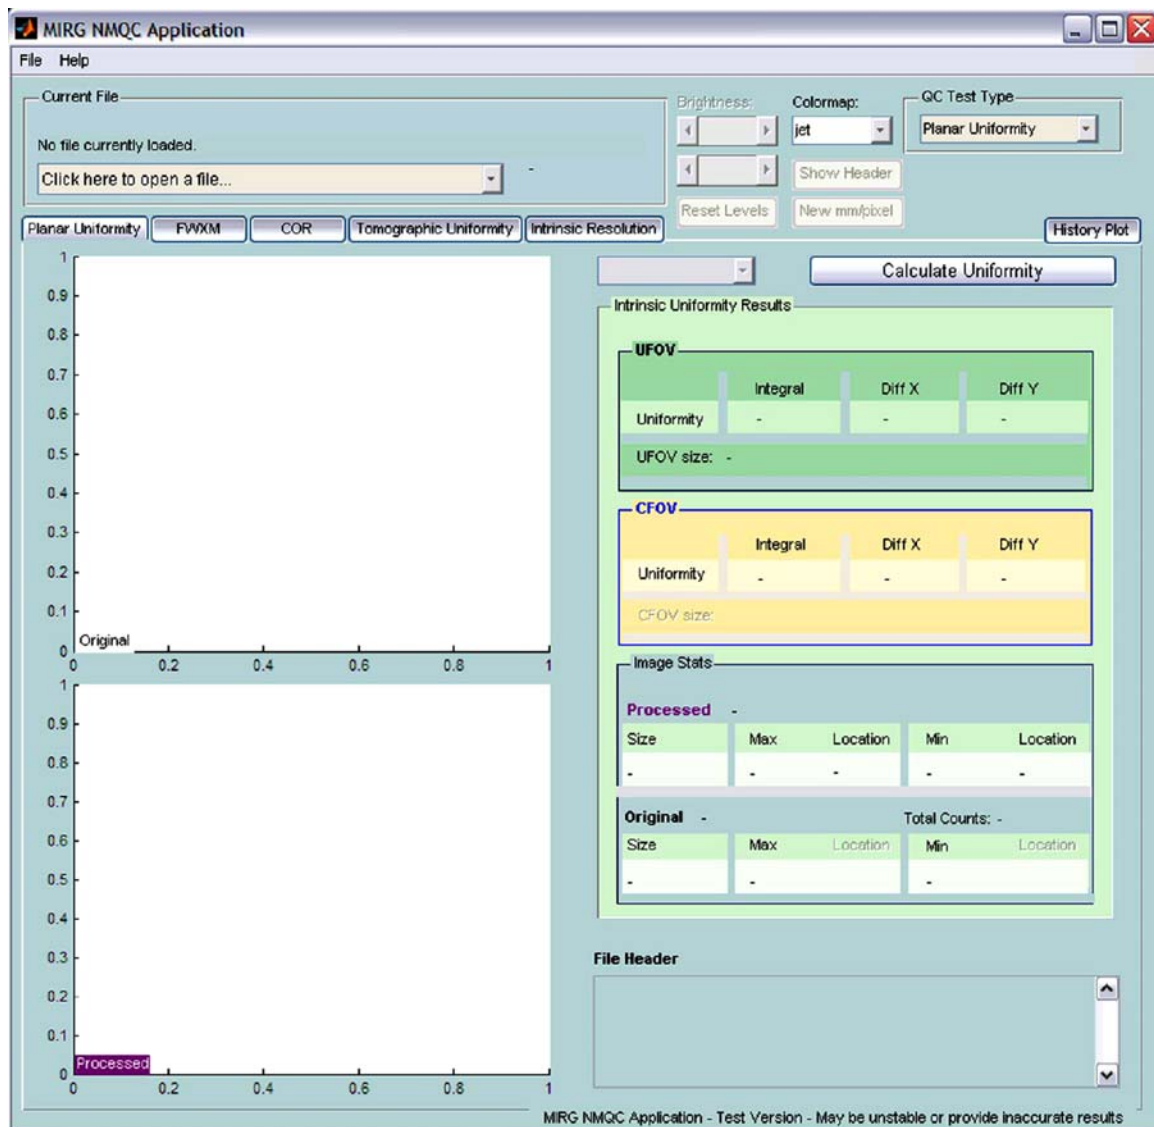 MIRG NMQC Application
File Help
Current File
No file currently loaded.
Click here to open a file...
-
Brightness:
Reset Levels
Colormap:
jet
Show Header
New mm/pixel
QC Test Type
Planar Uniformity
Planar Uniformity FWXM COR Tomographic Uniformity Intrinsic Resolution History Plot
1
0.9
0.8
0.7
0.6
0.5
0.4
0.3
0.2
0.1
0
Original
0 0.2 0.4 0.6 0.8 1
1
0.9
0.8
0.7
0.6
0.5
0.4
0.3
0.2
0.1
0
Processed
0 0.2 0.4 0.6 0.8 1
Calculate Uniformity
Intrinsic Uniformity Results
UFOV
Integral Diff X Diff Y
Uniformity - - -
UFOV size: -
CFOV
Integral Diff X Diff Y
Uniformity - - -
CFOV size:
Image Stats
Processed -
Size Max Location Min Location
- - - - -
Original - Total Counts: -
Size Max Location Min Location
- - -
File Header
MIRG NMQC Application - Test Version - May be unstable or provide inaccurate results